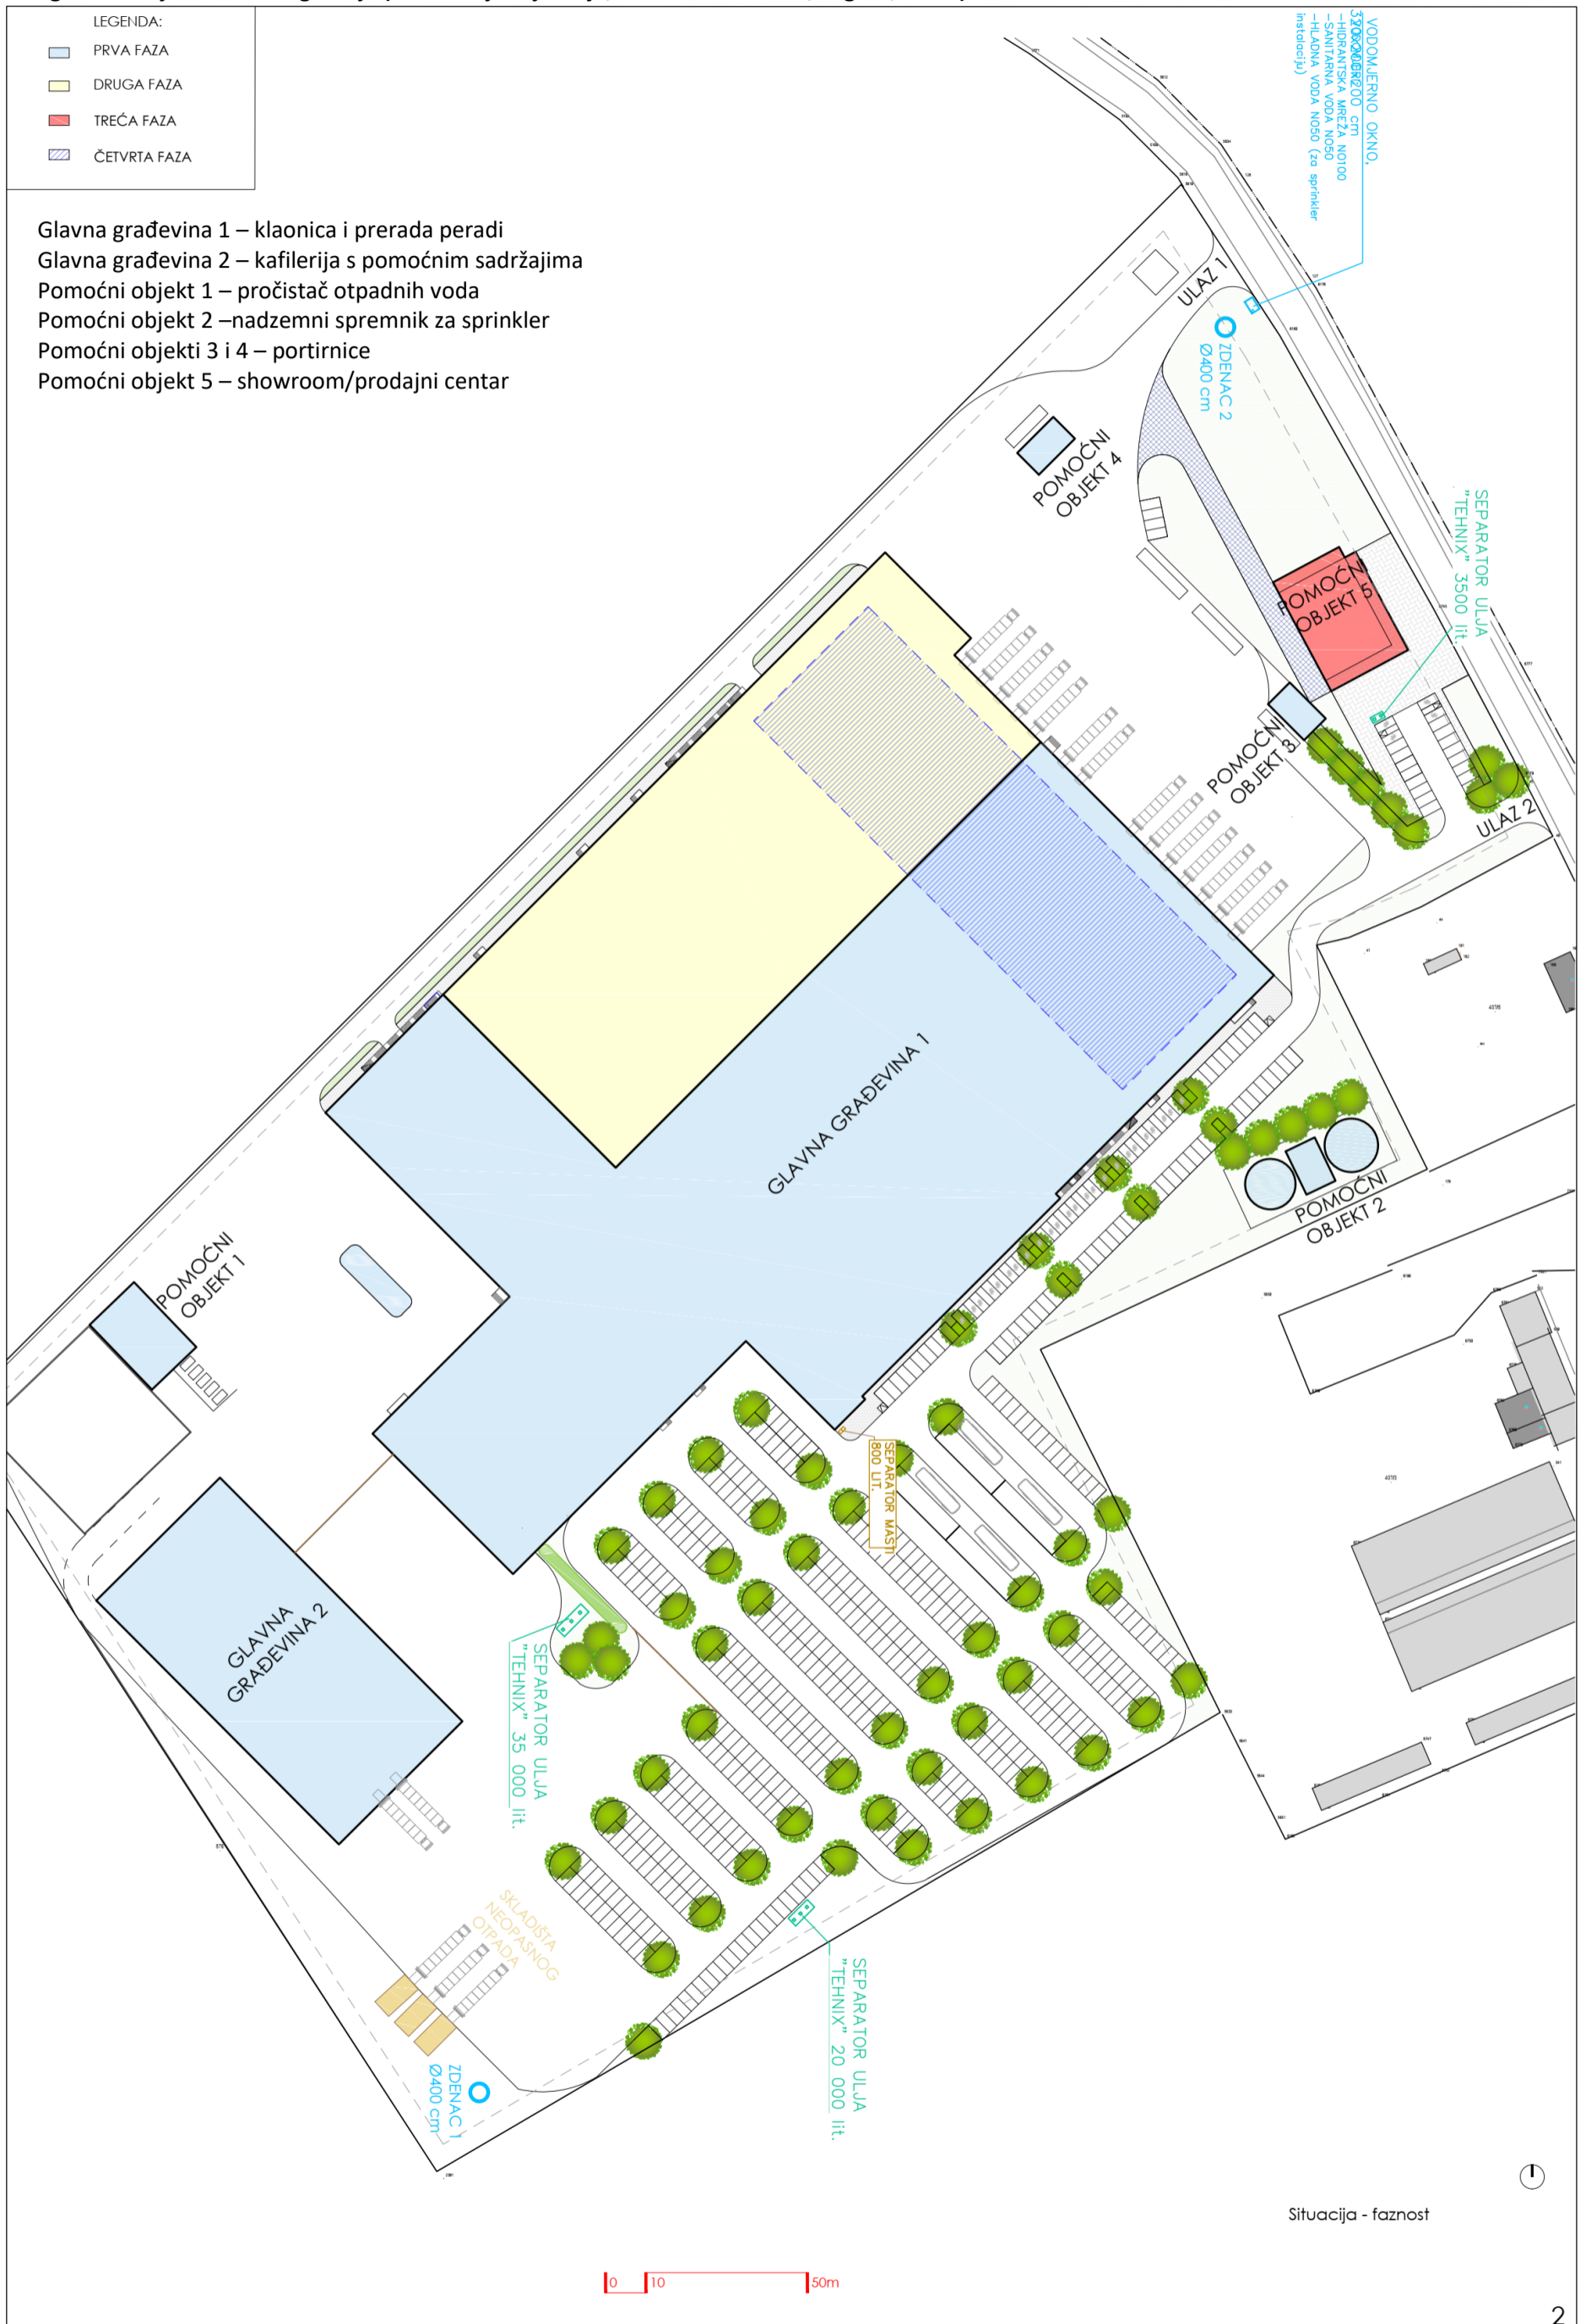 LEGENDA:
PRVA FAZA
DRUGA FAZA
TREĆA FAZA
ČETVRTA FAZA
Glavna građevina 1 – klaonica i prerada peradi
Glavna građevina 2 – kafilerija s pomoćnim sadržajima
Pomoćni objekt 1 – pročistač otpadnih voda
Pomoćni objekt 2 –nadzemni spremnik za sprinkler
Pomoćni objekti 3 i 4 – portirnice
Pomoćni objekt 5 – showroom/prodajni centar
VODOMJERNO OKNO,
cm
-HIDRANTSKA MREŽA NO100
-SANITARNA VODA NO50
-HLADNA VODA NO50 (za sprinkler
instalaciju)
ULAZ 1
ZDENAC 2
Ø400 cm
POMOĆNI
OBJEKT 4
SEPARATOR ULJA
"TEHNIX" 3500 lit.
POMOĆNI
OBJEKT 5
POMOĆNI
OBJEKT 3
ULAZ 2
GLAVNA GRAĐEVINA 1
POMOĆNI
OBJEKT 2
POMOĆNI
OBJEKT 1
SEPARATOR MASTI
800 LIT.
GLAVNA
GRAĐEVINA 2
SEPARATOR ULJA
"TEHNIX" 35 000 lit.
SKLADIŠTA
NEOPASNOG
OTPADA
SEPARATOR ULJA
"TEHNIX" 20 000 lit.
ZDENAC 1
Ø400 cm
Situacija - faznost
0 10 50m
2